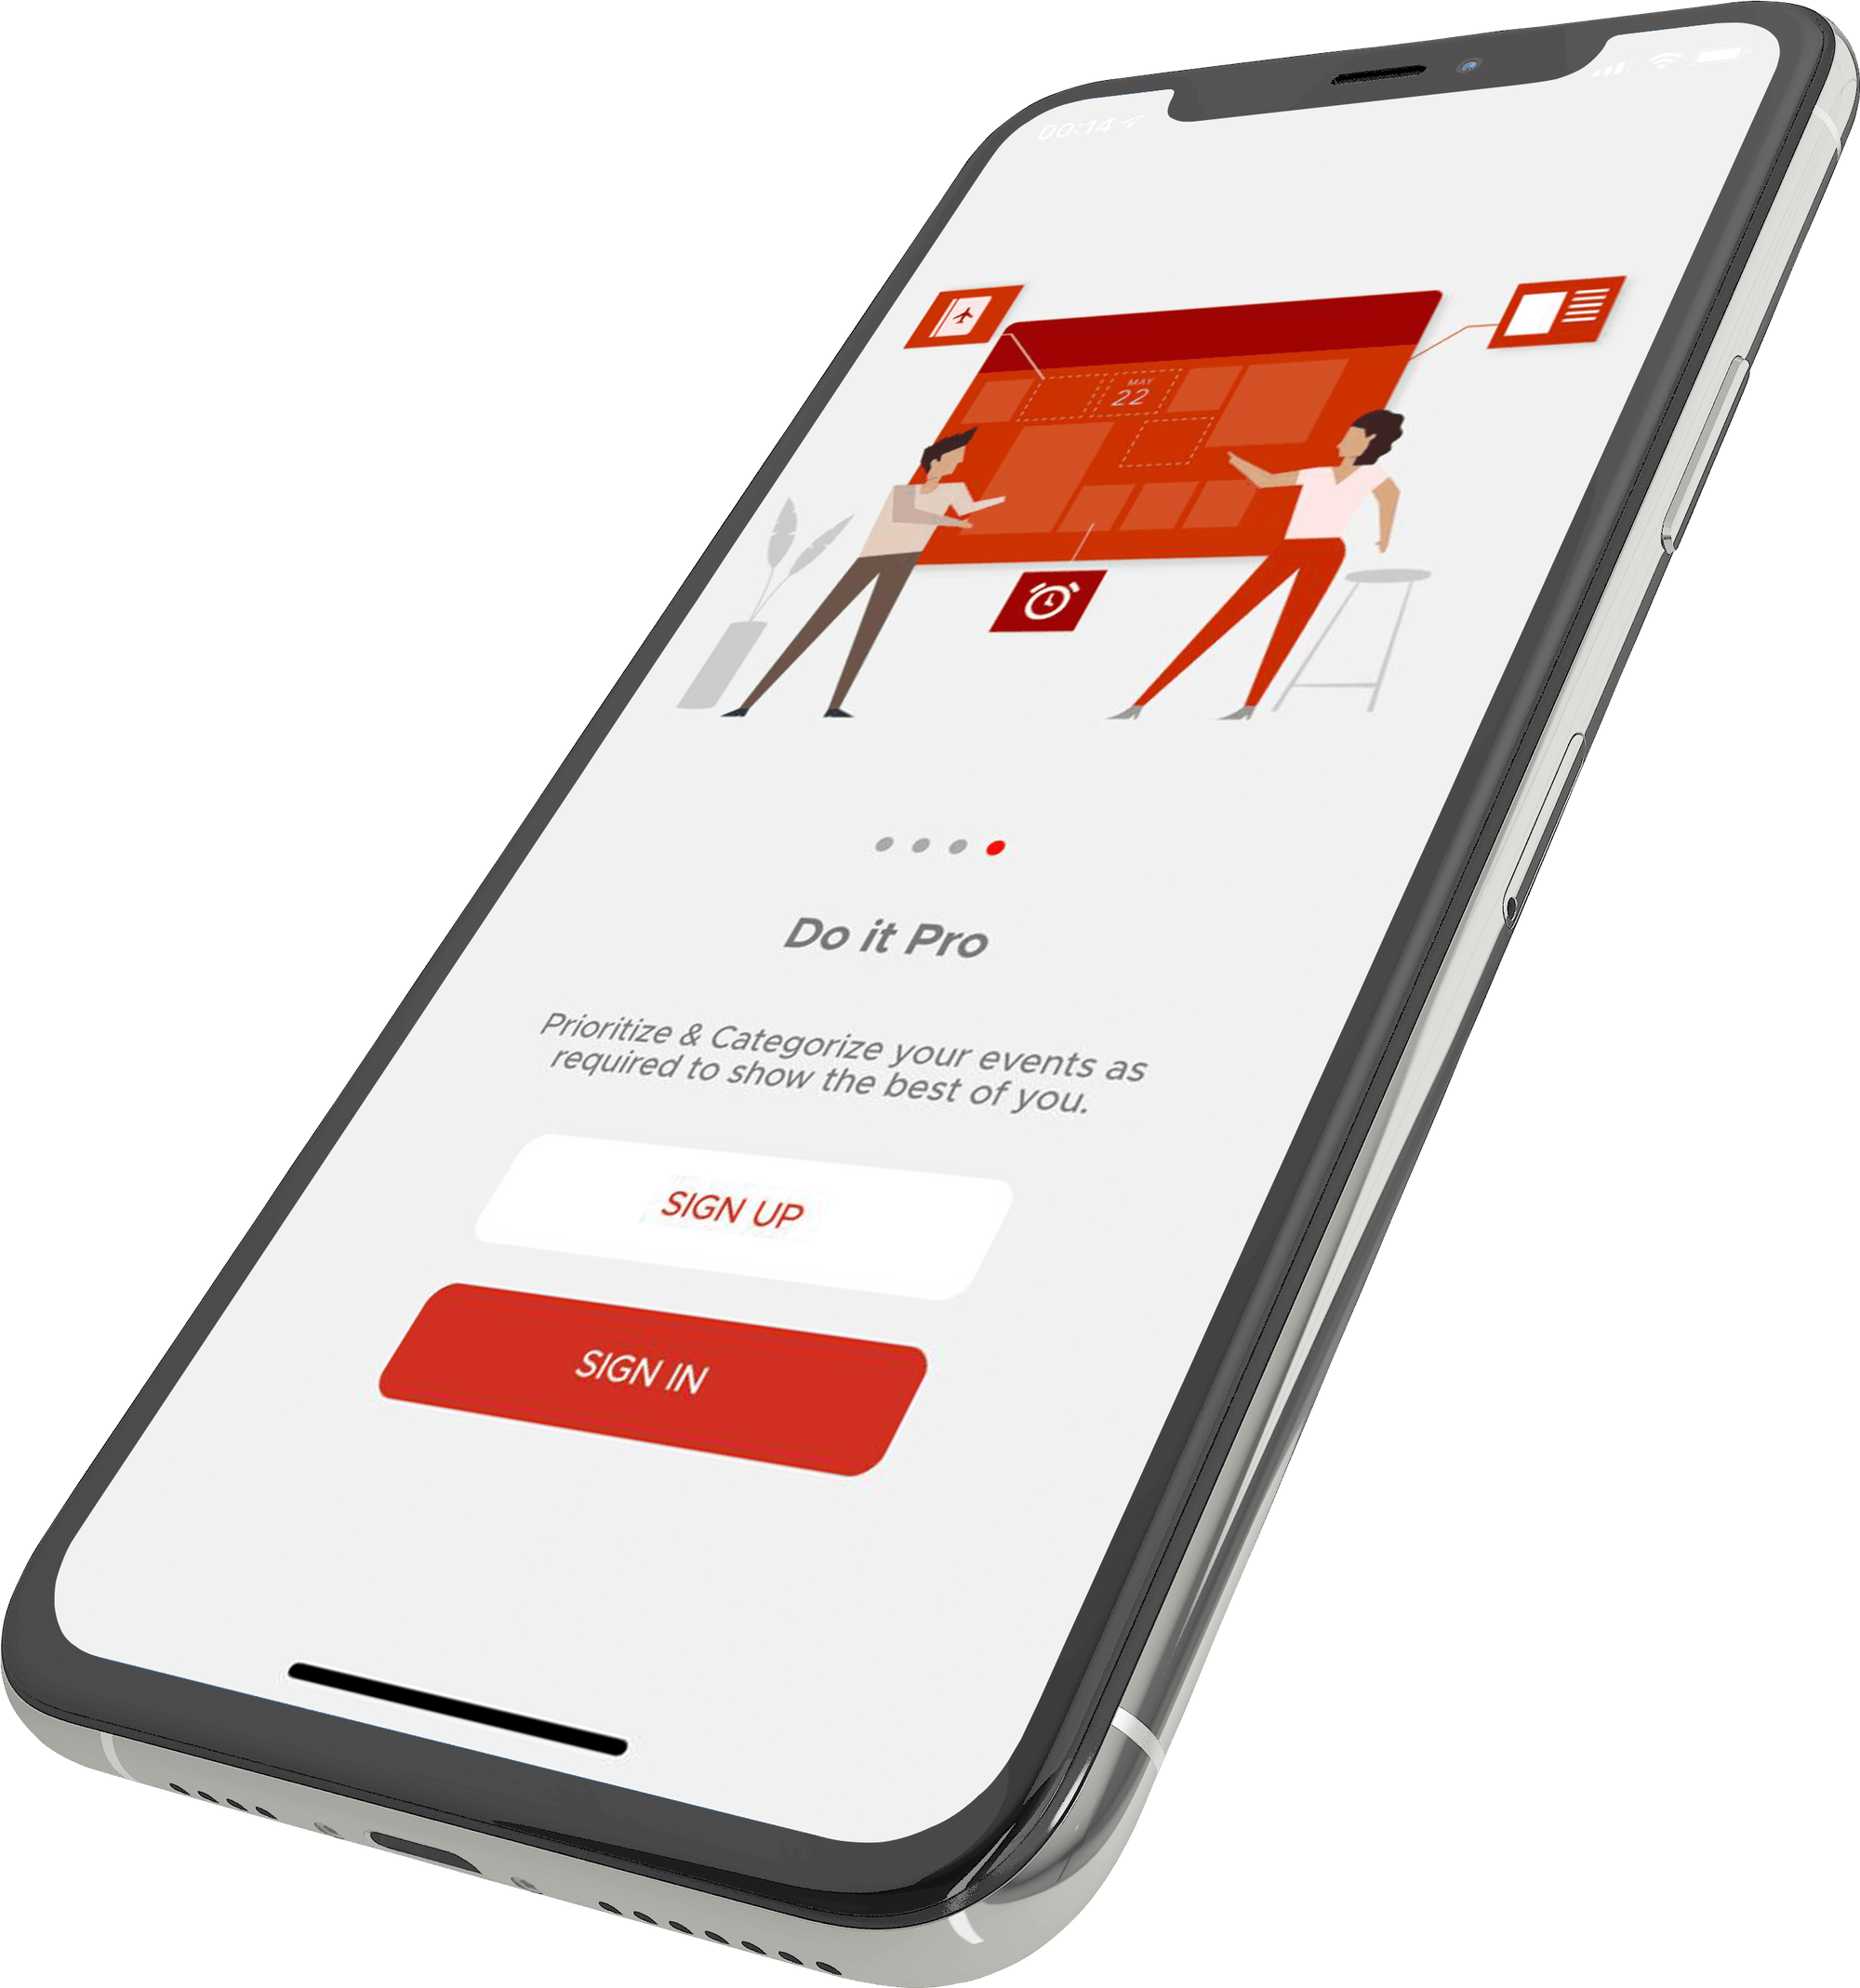 00:14
MAY
22
Do it Pro
Prioritize & Categorize your events as
required to show the best of you.
SIGN UP
SIGN IN